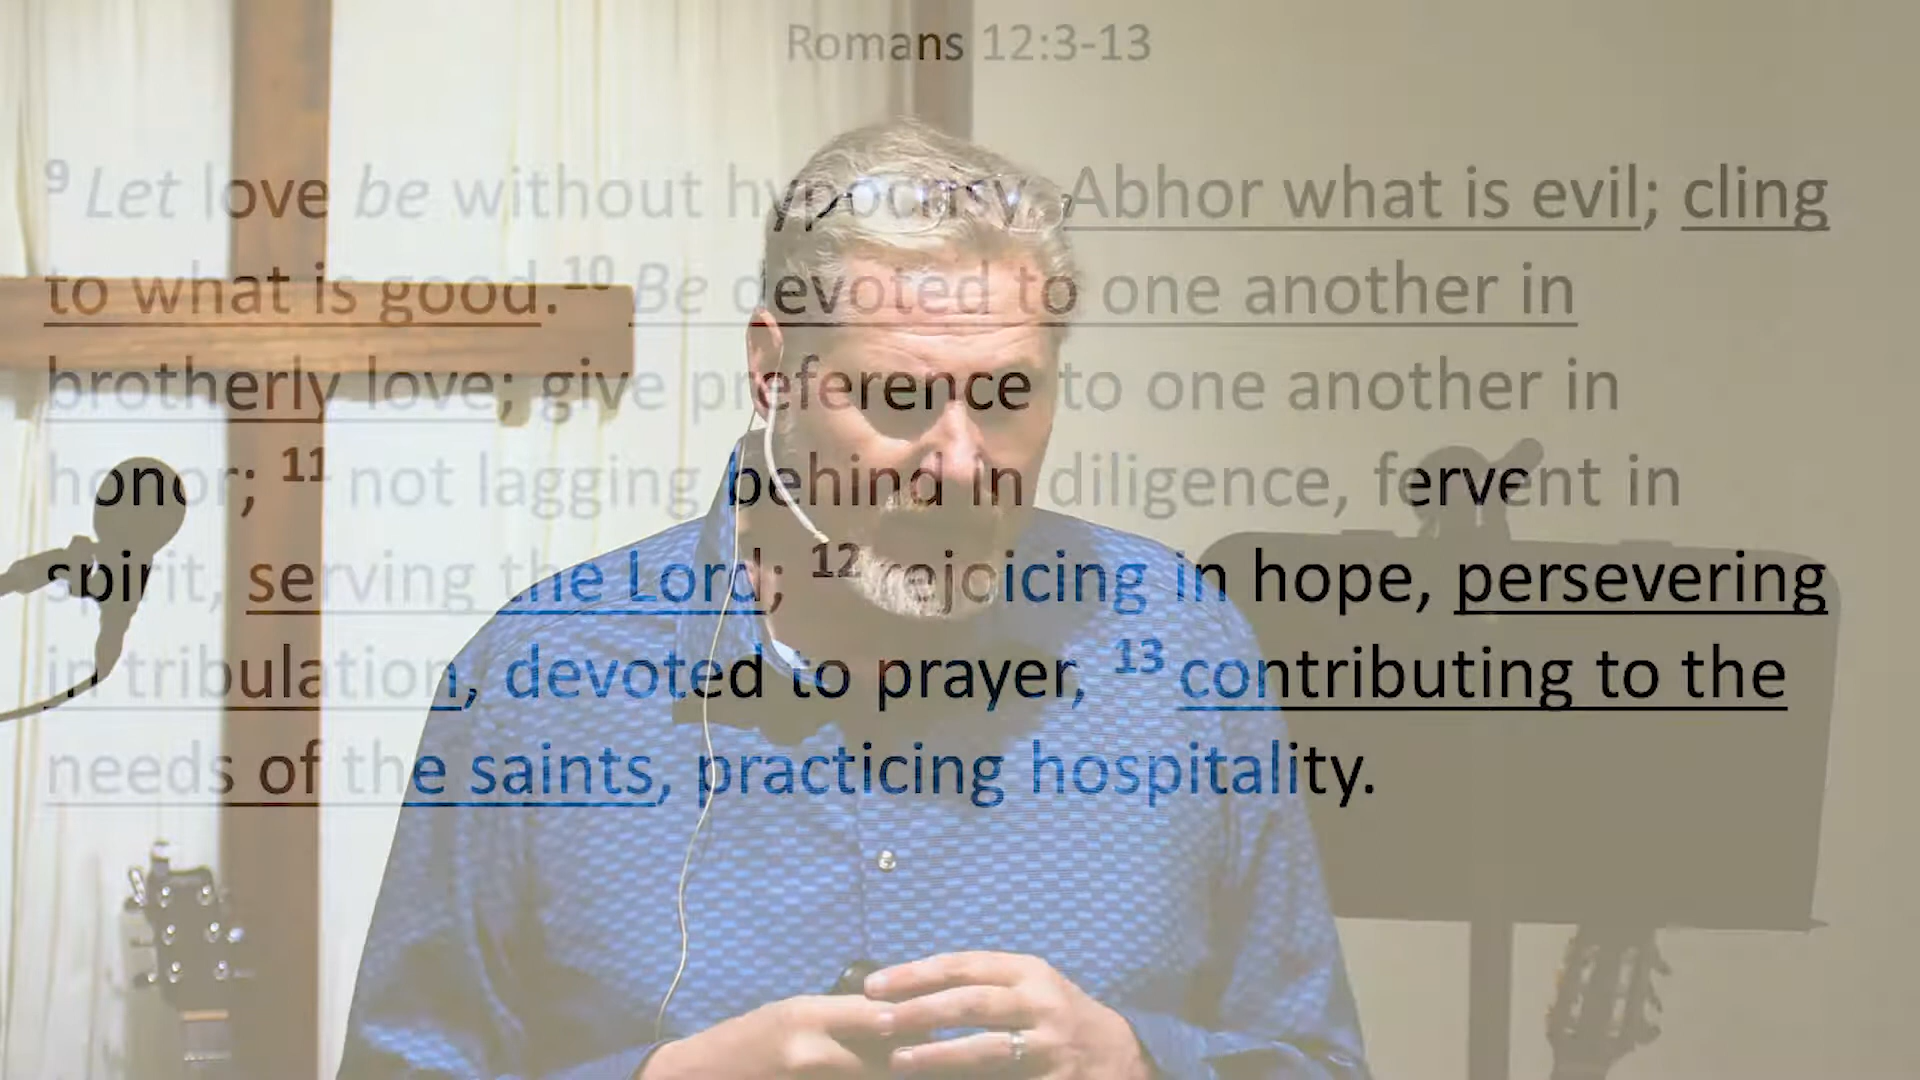 Romans 12:3-13
⁹ Let love be without hypocrisy. Abhor what is evil; cling
to what is good. ¹⁰ Be devoted to one another in
brotherly love; give preference to one another in
honor; ¹¹ not lagging behind in diligence, fervent in
spirit, serving the Lord; ¹² rejoicing in hope, persevering
in tribulation, devoted to prayer, ¹³ contributing to the
needs of the saints, practicing hospitality.